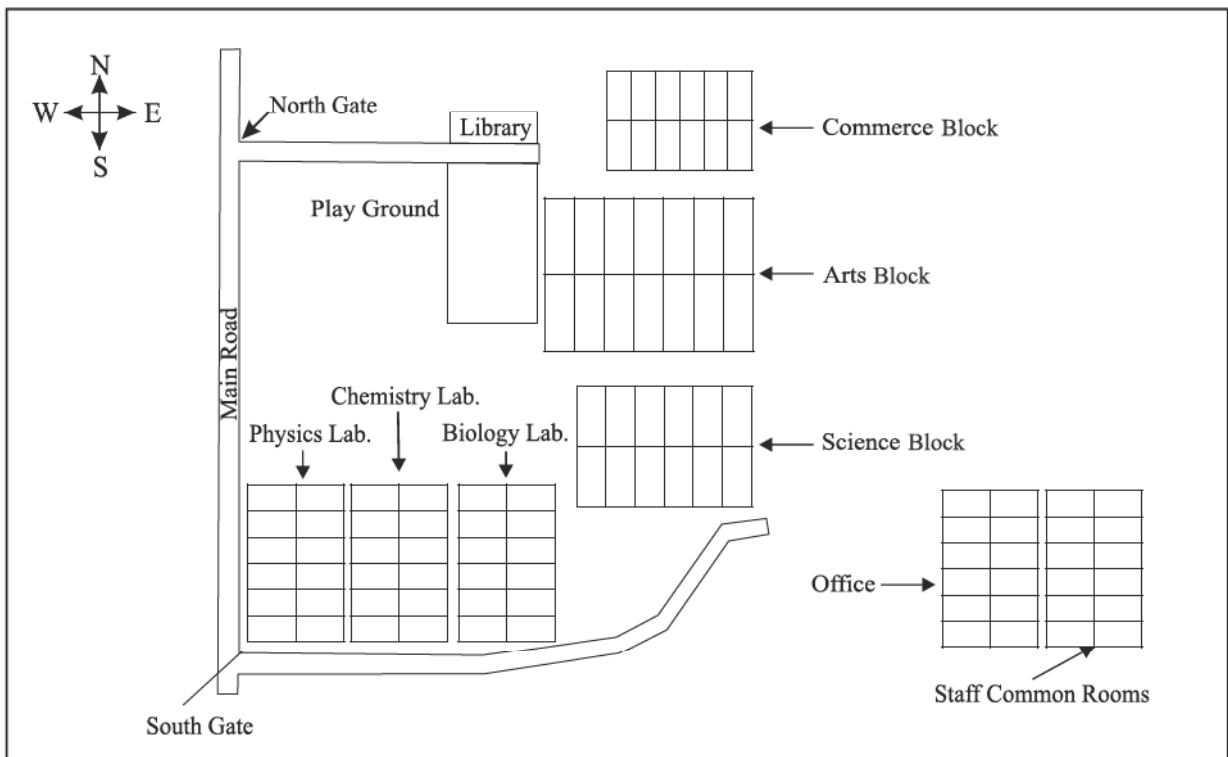 N
W E
S
North Gate
Library
Commerce Block
Play Ground
Arts Block
Main Road
Chemistry Lab.
Physics Lab.
Biology Lab.
Science Block
Office
Staff Common Rooms
South Gate